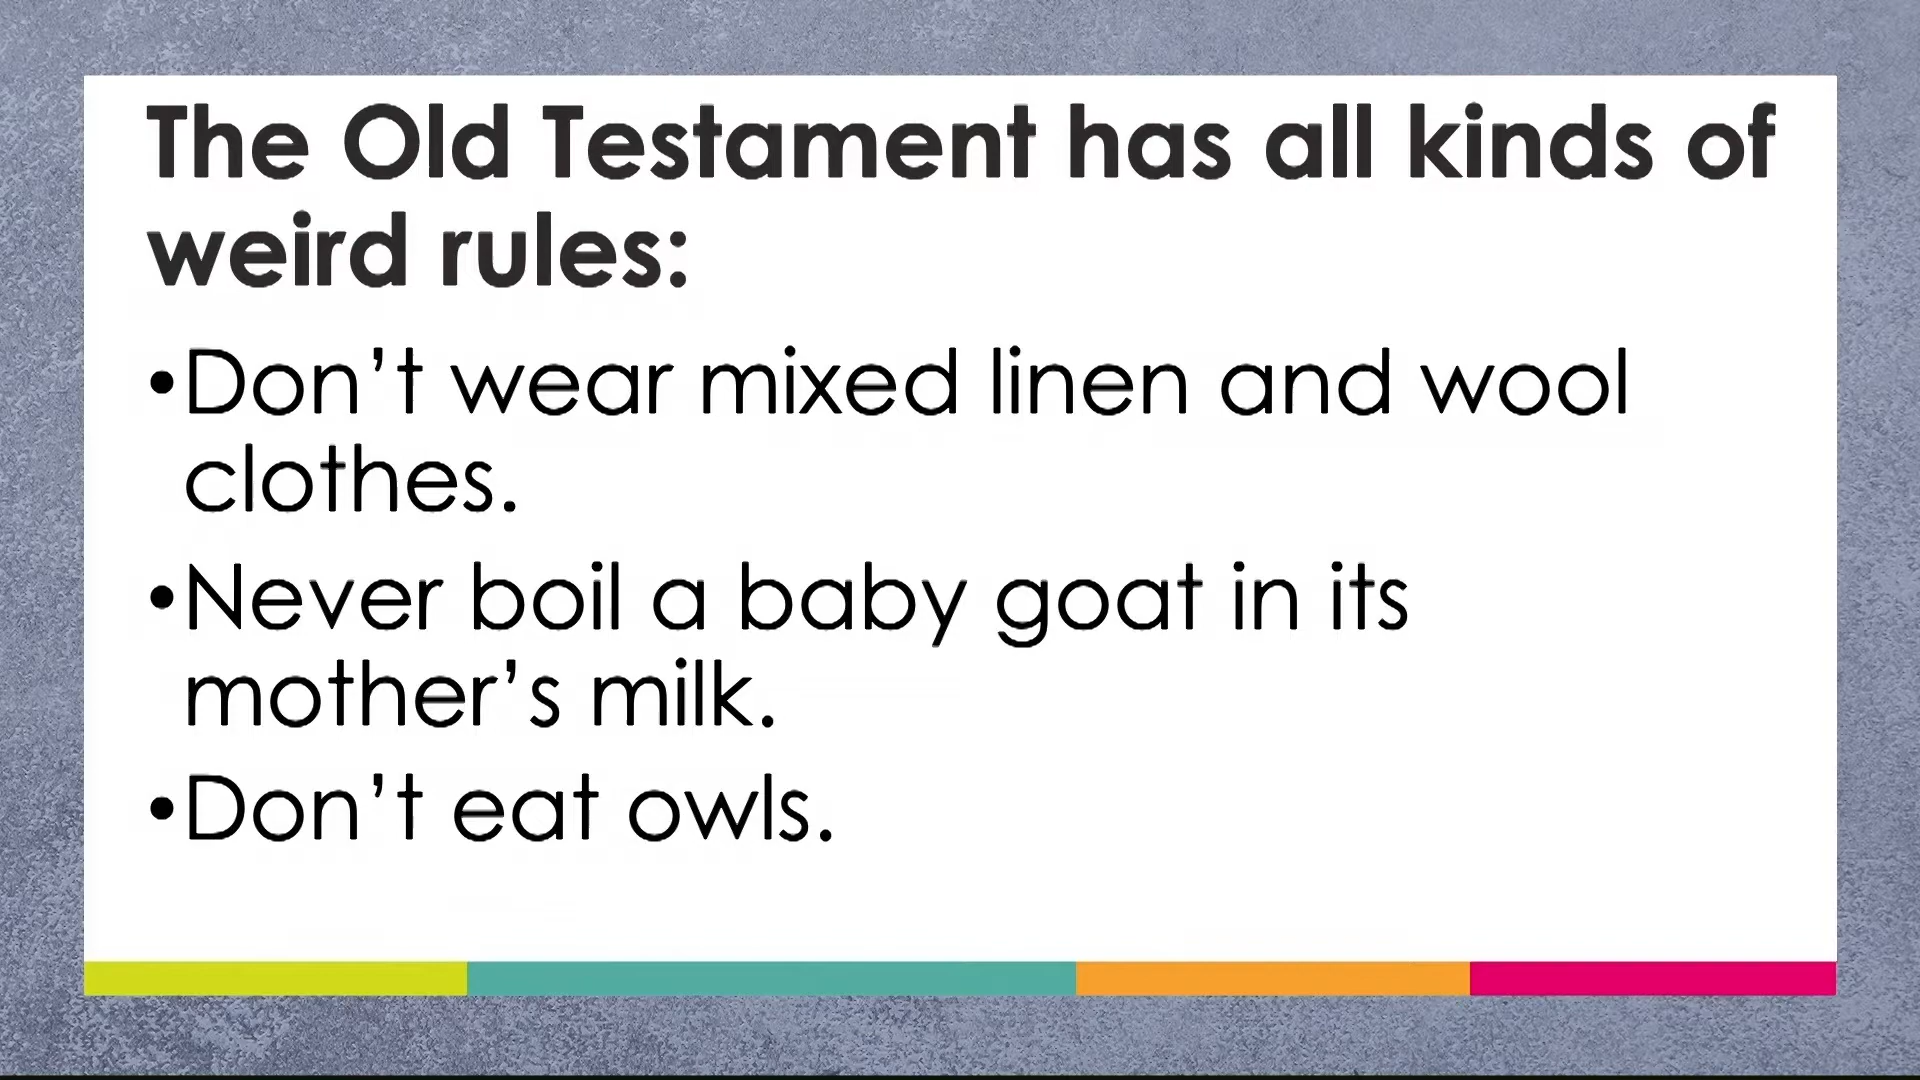 The Old Testament has all kinds of
weird rules:
•Don’t wear mixed linen and wool
clothes.
•Never boil a baby goat in its
mother’s milk.
•Don’t eat owls.